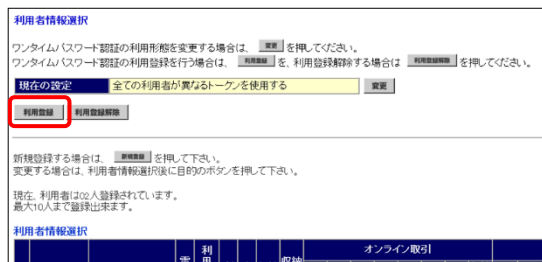 利用者情報選択
ワンタイムパスワード認証の利用形態を変更する場合は、 変更 を押してください。
ワンタイムパスワード認証の利用登録を行う場合は、 利用登録 を、利用登録解除する場合は 利用登録解除 を押してください。
現在の設定 全ての利用者が異なるトークンを使用する 変更
利用登録 利用登録解除
新規登録する場合は、 新規登録 を押して下さい。
変更する場合は、利用者情報選択後に目的のボタンを押して下さい。
現在、利用者は02人登録されています。
最大10人まで登録出来ます。
利用者情報選択
利 オンライン取引
用 収納